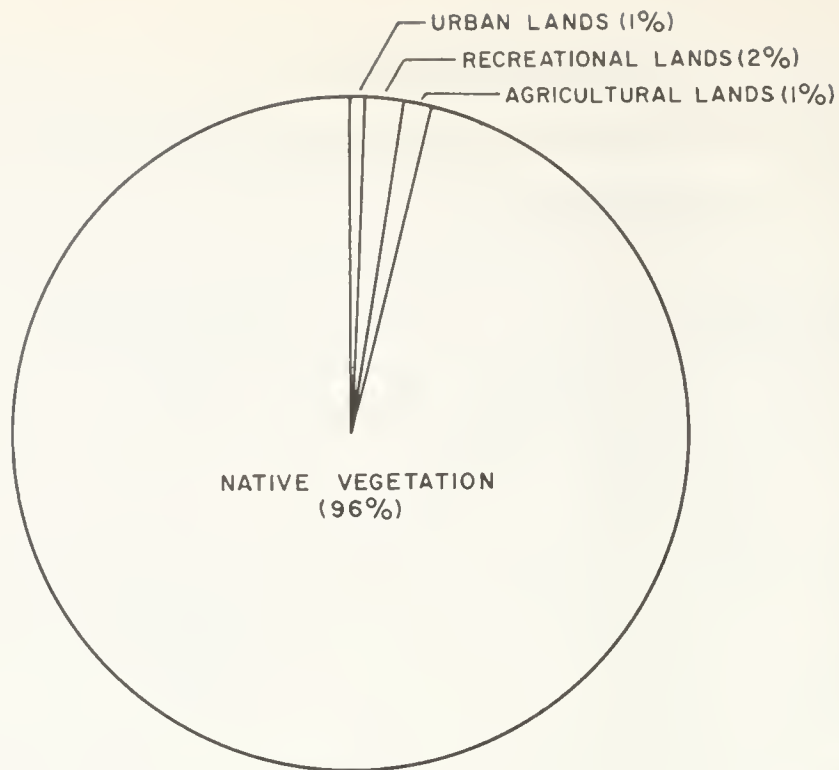 URBAN LANDS (1%)
RECREATIONAL LANDS (2%)
AGRICULTURAL LANDS (1%)
NATIVE VEGETATION
(96%)